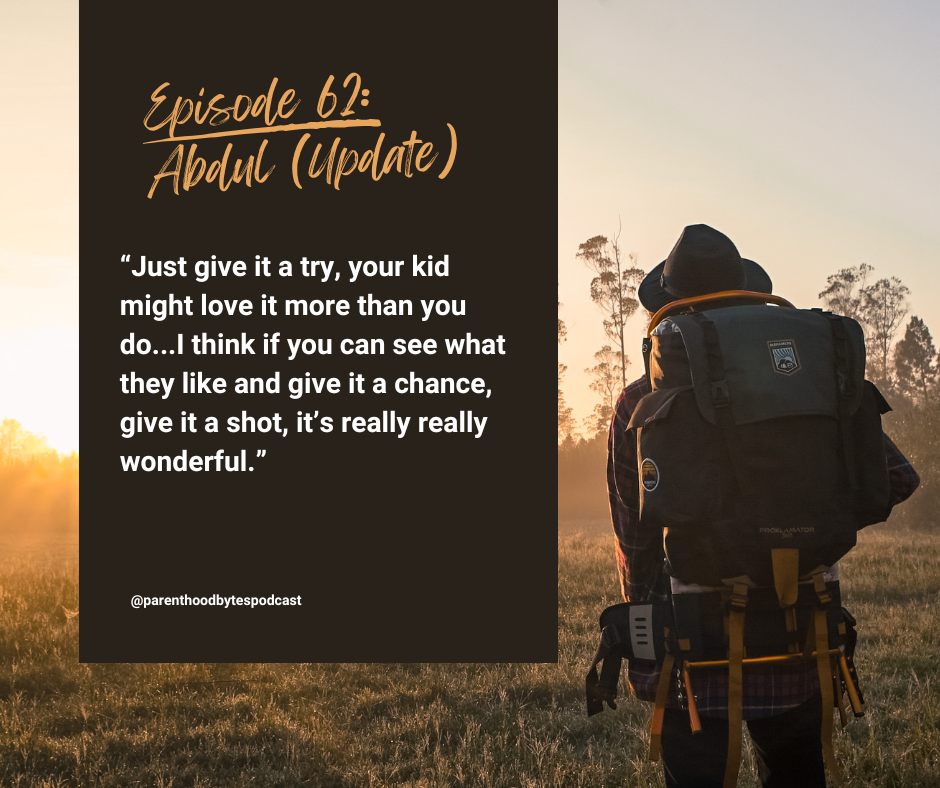 Episode 62:
Abdul (Update)
“Just give it a try, your kid
might love it more than you
do...I think if you can see what
they like and give it a chance,
give it a shot, it’s really really
wonderful.”
@parenthoodbytespodcast